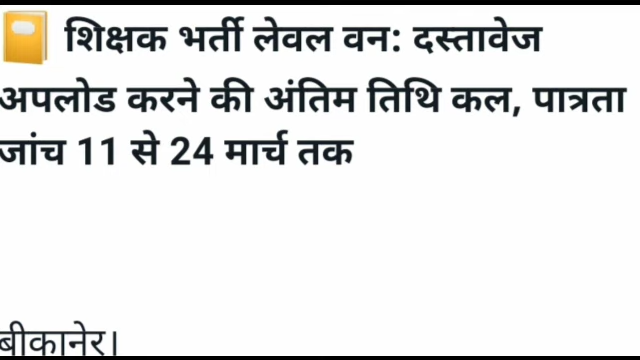 📒 शिक्षक भर्ती लेवल वन: दस्तावेज
अपलोड करने की अंतिम तिथि कल, पात्रता
जांच 11 से 24 मार्च तक
बीकानेर।